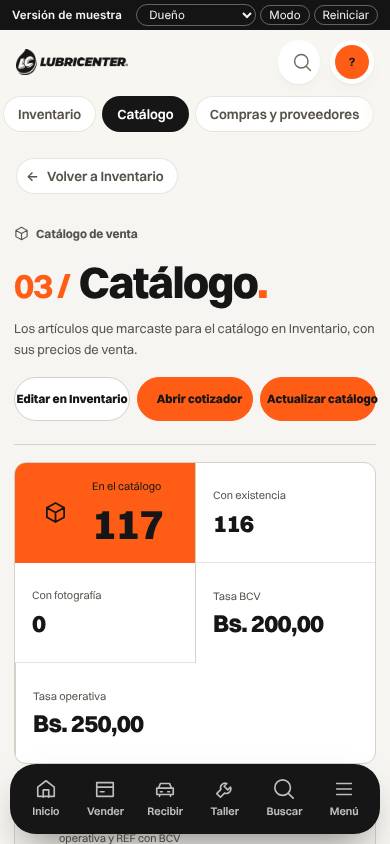 Versión de muestra Dueño Modo Reiniciar
LUBRICENTER. ?
Inventario Catálogo Compras y proveedores
← Volver a Inventario
Catálogo de venta
03 / Catálogo.
Los artículos que marcaste para el catálogo en Inventario, con
sus precios de venta.
Editar en Inventario Abrir cotizador Actualizar catálogo
En el catálogo
117
Con existencia
116
Con fotografía
0
Tasa BCV
Bs. 200,00
Tasa operativa
Bs. 250,00
Inicio Vender Recibir Taller Buscar Menú
operativa y REF con BCV